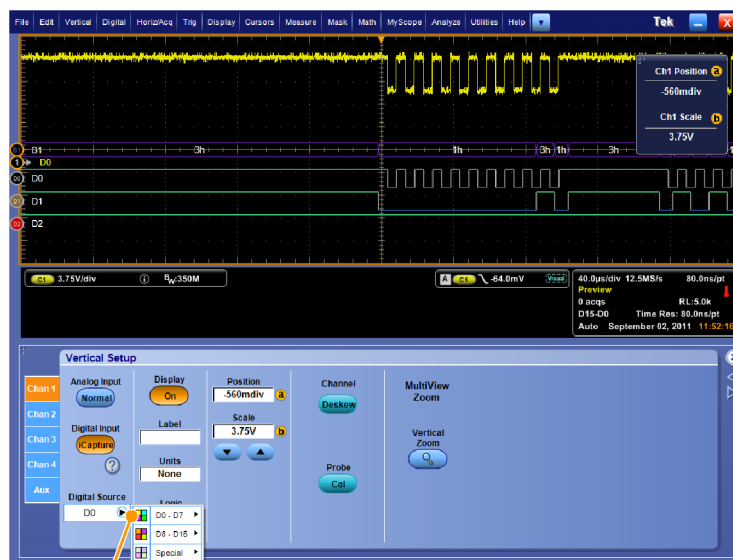 File Edit Vertical Digital Horiz/Acq Trig Display Cursors Measure Mask Math MyScope Analyze Utilities Help Tek
Ch1 Position a
-560mdiv
Ch1 Scale b
3.75V
B1 3h 1h 3h 1h 3h
D0
D0
D1
D2
C1 3.75V/div BW:350M
A C1 -64.0mV Visual
40.0µs/div 12.5MS/s 80.0ns/pt
Preview
0 acqs RL:5.0k
D15-D0 Time Res: 80.0ns/pt
Auto September 02, 2011 11:52:16
Vertical Setup
Chan 1
Chan 2
Chan 3
Chan 4
Aux
Analog Input
Normal
Digital Input
iCapture
Digital Source
D0
Display
On
Label
Units
None
Logic
D0 - D7
D8 - D15
Special
Position
-560mdiv a
Scale
3.75V b
Channel
Deskew
Probe
Cal
MultiView
Zoom
Vertical
Zoom